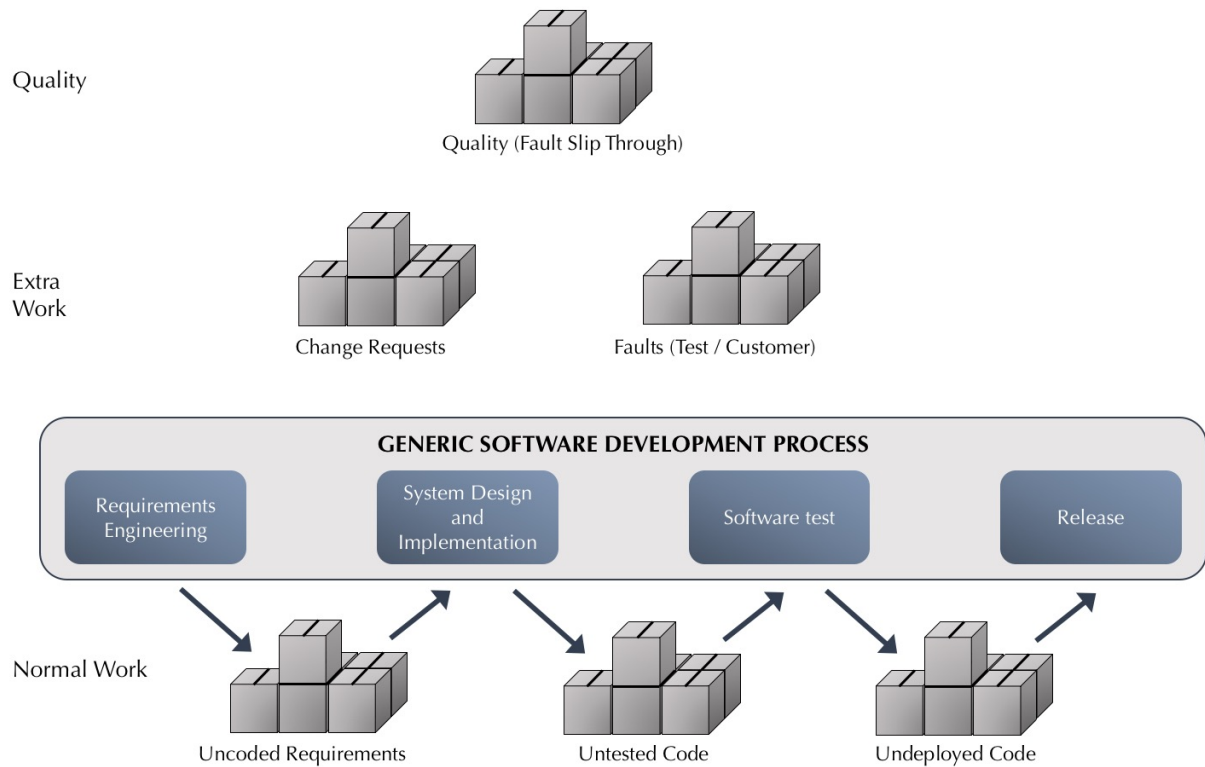 Quality
Quality (Fault Slip Through)
Extra
Work
Change Requests
Faults (Test / Customer)
GENERIC SOFTWARE DEVELOPMENT PROCESS
Requirements
Engineering
System Design
and
Implementation
Software test
Release
Normal Work
Uncoded Requirements
Untested Code
Undeployed Code